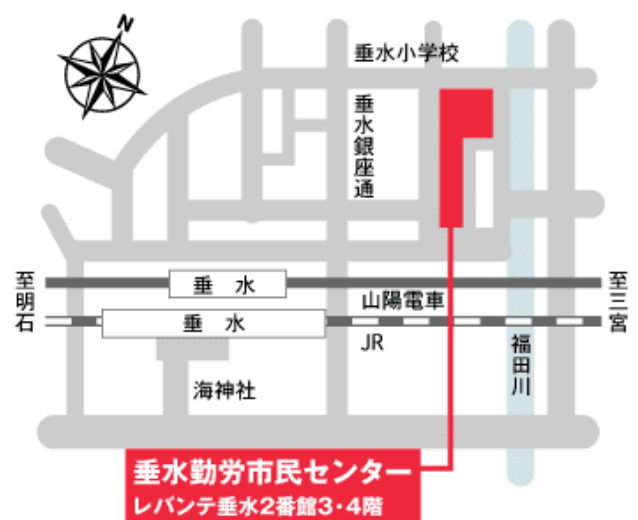 N
垂水小学校
垂水銀座通
至明石
至三宮
垂 水
山陽電車
垂 水
JR
福田川
海神社
垂水勤労市民センター
レバンテ垂水2番館3・4階